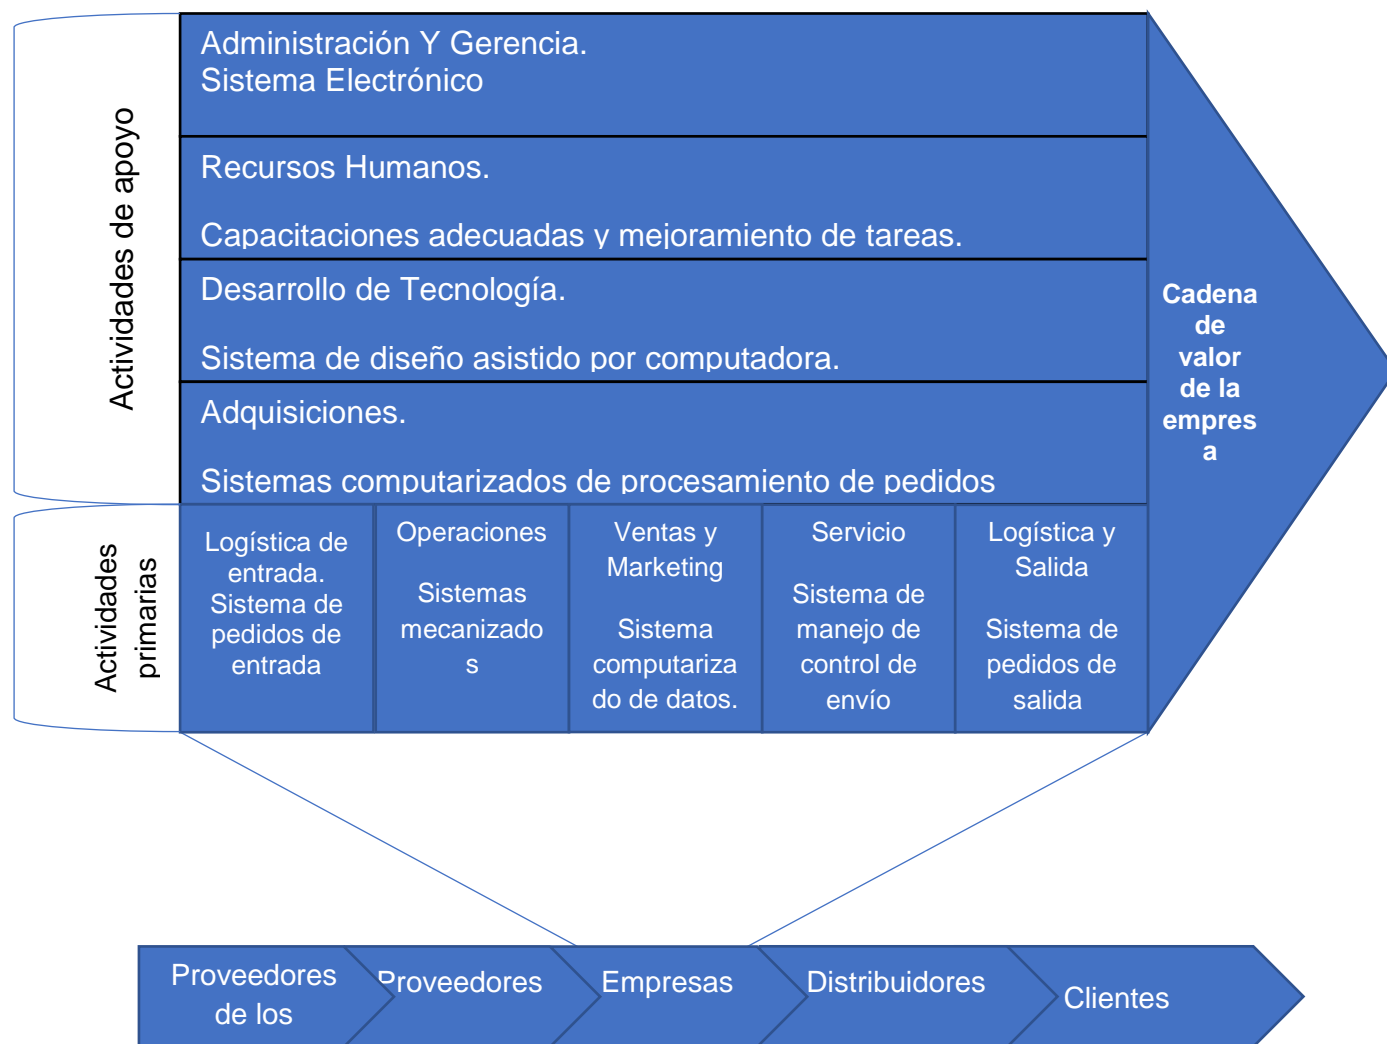 Actividades de apoyo
Administración Y Gerencia.
Sistema Electrónico
Recursos Humanos.
Capacitaciones adecuadas y mejoramiento de tareas.
Desarrollo de Tecnología.
Sistema de diseño asistido por computadora.
Adquisiciones.
Sistemas computarizados de procesamiento de pedidos
Cadena
de
valor
de la
empres
a
Actividades
primarias
Logística de
entrada.
Sistema de
pedidos de
entrada
Operaciones
Sistemas
mecanizado
s
Ventas y
Marketing
Sistema
computariza
do de datos.
Servicio
Sistema de
manejo de
control de
envío
Logística y
Salida
Sistema de
pedidos de
salida
Proveedores
de los
Proveedores
Empresas
Distribuidores
Clientes